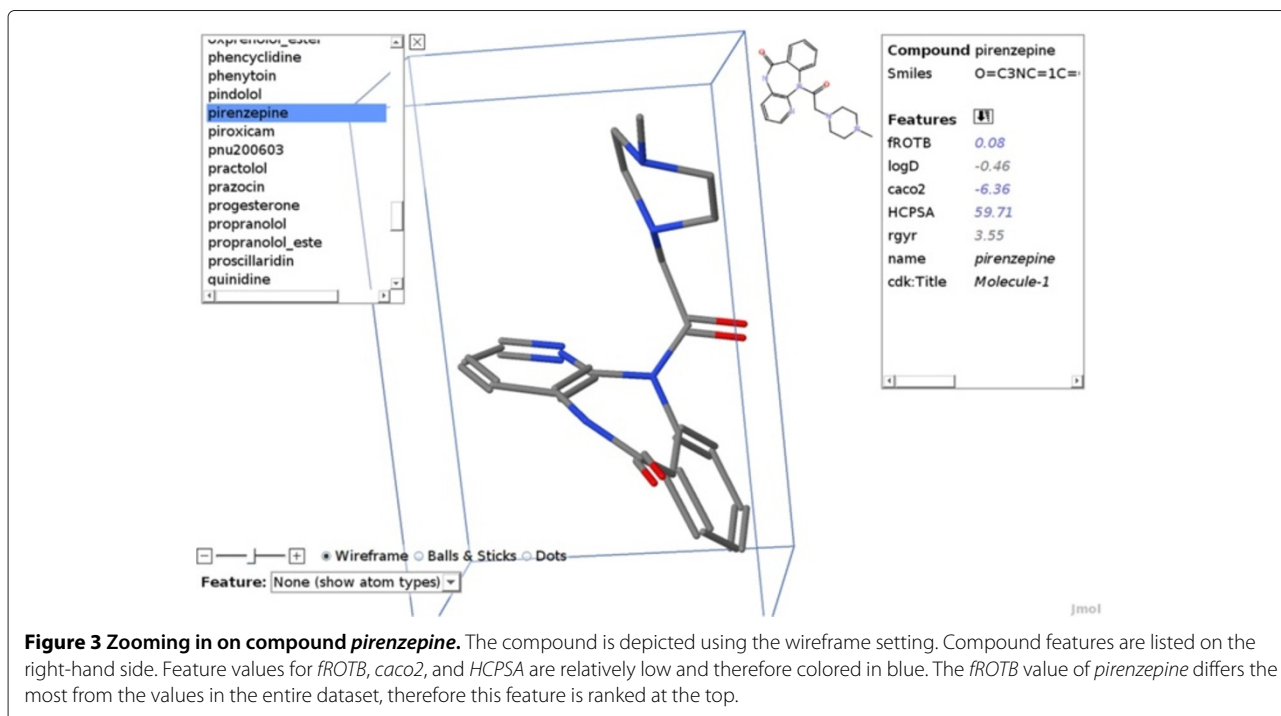 oxprenolol_ester
phencyclidine
phenytoin
pindolol
pirenzepine
piroxicam
pnu200603
practolol
prazocin
progesterone
propranolol
propranolol_este
proscillaridin
quinidine
Compound pirenzepine
Smiles O=C3NC=1C=
Features
fROTB 0.08
logD -0.46
caco2 -6.36
HCPSA 59.71
rgyr 3.55
name pirenzepine
cdk:Title Molecule-1
Wireframe Balls & Sticks Dots
Feature: None (show atom types)
Jmol
Figure 3 Zooming in on compound pirenzepine. The compound is depicted using the wireframe setting. Compound features are listed on the
right-hand side. Feature values for fROTB, caco2, and HCPSA are relatively low and therefore colored in blue. The fROTB value of pirenzepine differs the
most from the values in the entire dataset, therefore this feature is ranked at the top.